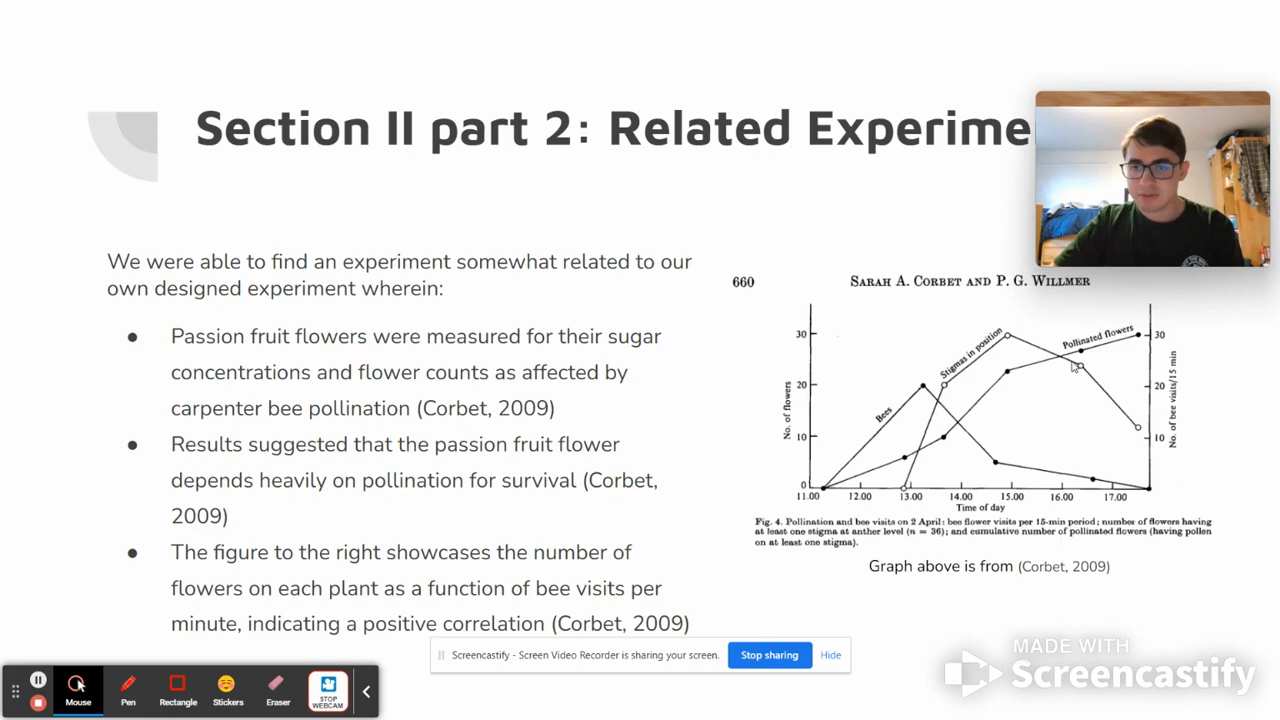 Section II part 2: Related Experime
We were able to find an experiment somewhat related to our
own designed experiment wherein:
● Passion fruit flowers were measured for their sugar
concentrations and flower counts as affected by
carpenter bee pollination (Corbet, 2009)
● Results suggested that the passion fruit flower
depends heavily on pollination for survival (Corbet,
2009)
● The figure to the right showcases the number of
flowers on each plant as a function of bee visits per
minute, indicating a positive correlation (Corbet, 2009)
660 SARAH A. CORBET AND P. G. WILLMER
No. of flowers
30
20
10
0
Bees
Stigmas in position
Pollinated flowers
30
20
10
No. of bee visits/15 min
11.00 12.00 13.00 14.00 15.00 16.00 17.00
Time of day
Fig. 4. Pollination and bee visits on 2 April: bee flower visits per 15-min period; number of flowers having
at least one stigma at anther level (n = 36); and cumulative number of pollinated flowers (having pollen
on at least one stigma).
Graph above is from (Corbet, 2009)
Screencastify - Screen Video Recorder is sharing your screen. Stop sharing Hide
Mouse Pen Rectangle Stickers Eraser STOP
WEBCAM
MADE WITH
Screencastify